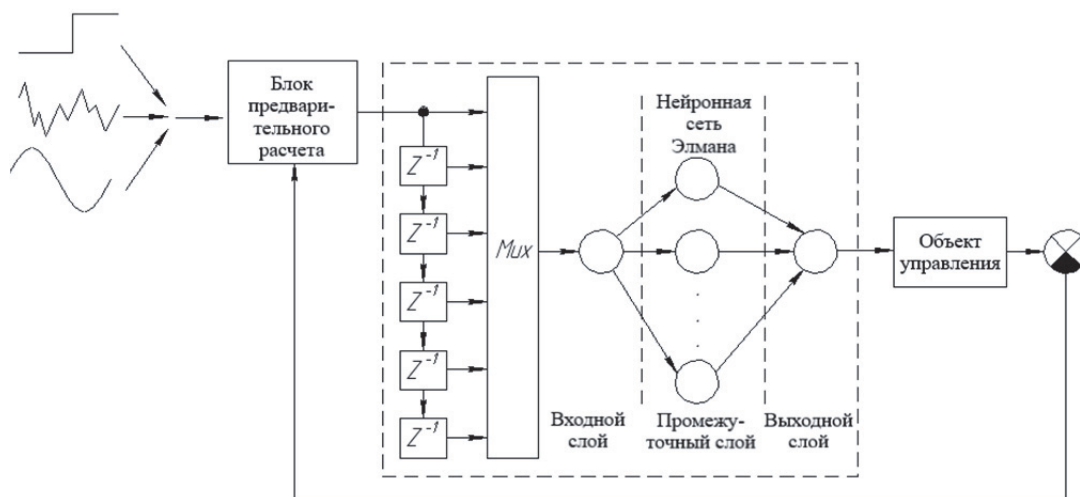 Блок
предвари-
тельного
расчета
Z⁻¹
Z⁻¹
Z⁻¹
Z⁻¹
Z⁻¹
Mux
Нейронная
сеть
Элмана
Входной
слой
Промежу-
точный слой
Выходной
слой
Объект
управления